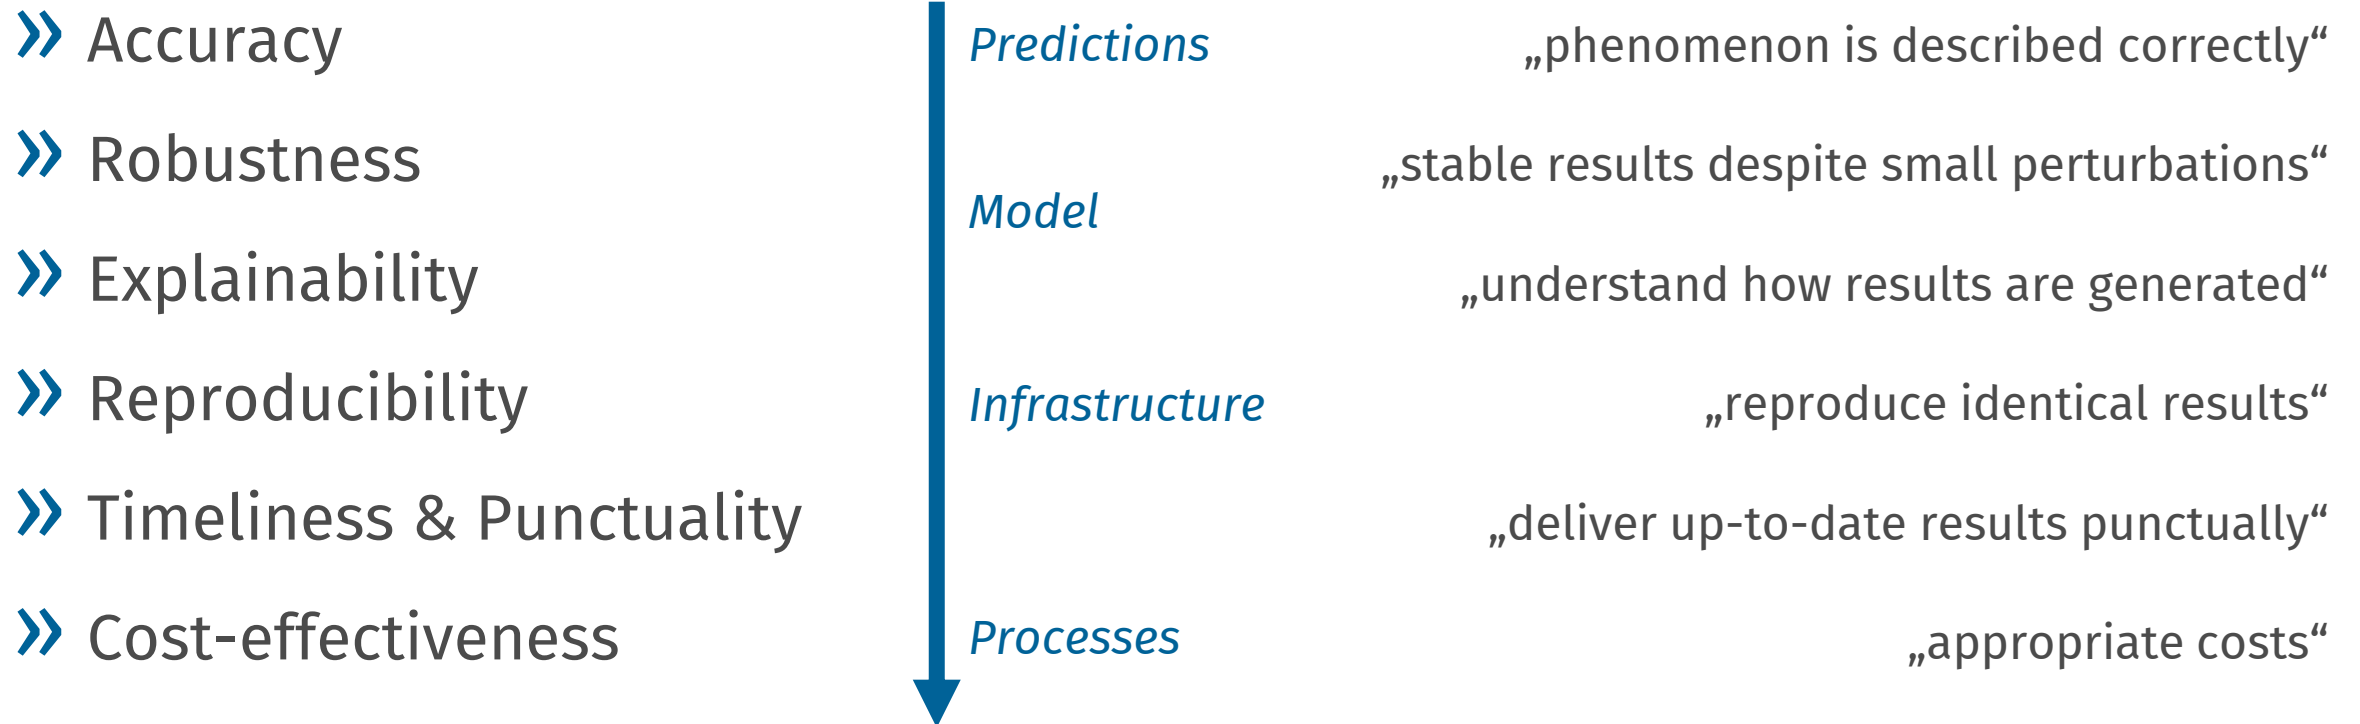 » Accuracy
Predictions
„phenomenon is described correctly“
» Robustness
„stable results despite small perturbations“
Model
» Explainability
„understand how results are generated“
» Reproducibility
Infrastructure
„reproduce identical results“
» Timeliness & Punctuality
„deliver up-to-date results punctually“
» Cost-effectiveness
Processes
„appropriate costs“